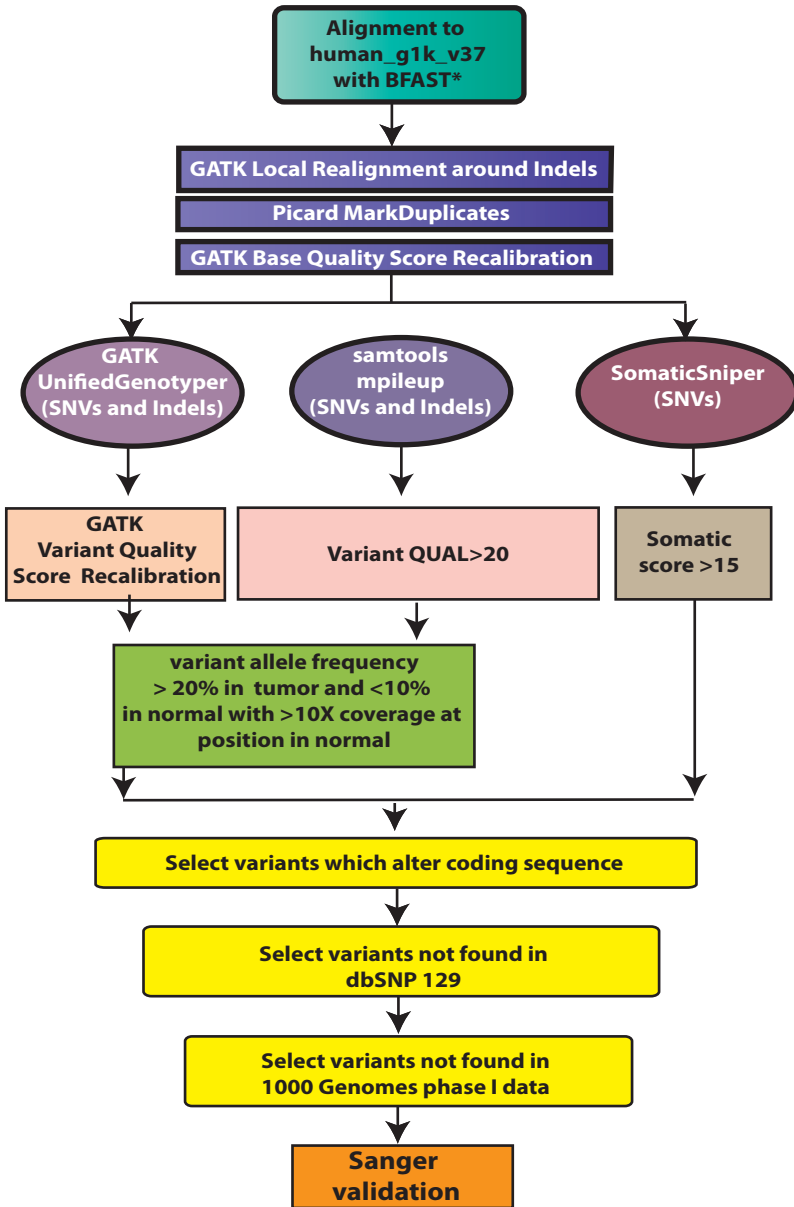 Alignment to
human_g1k_v37
with BFAST*
GATK Local Realignment around Indels
Picard MarkDuplicates
GATK Base Quality Score Recalibration
GATK
UnifiedGenotyper
(SNVs and Indels)
samtools
mpileup
(SNVs and Indels)
SomaticSniper
(SNVs)
GATK
Variant Quality
Score Recalibration
Variant QUAL>20
Somatic
score >15
variant allele frequency
> 20% in tumor and <10%
in normal with >10X coverage at
position in normal
Select variants which alter coding sequence
Select variants not found in
dbSNP 129
Select variants not found in
1000 Genomes phase I data
Sanger
validation